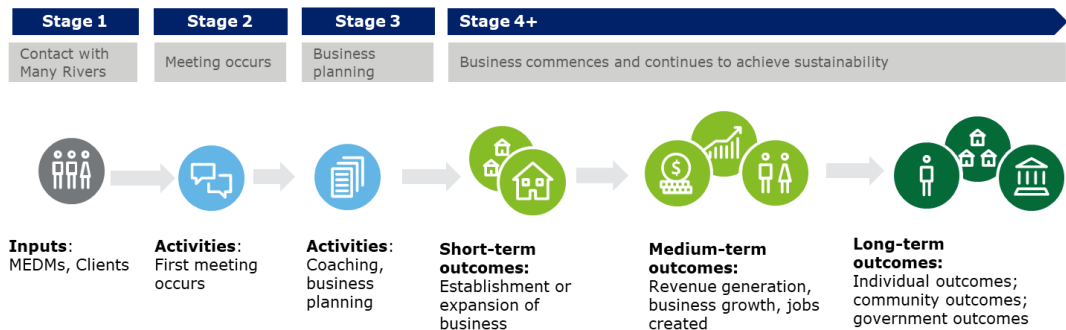 Stage 1
Stage 2
Stage 3
Stage 4+
Contact with
Many Rivers
Meeting occurs
Business
planning
Business commences and continues to achieve sustainability
Inputs:
MEDMs, Clients
Activities:
First meeting
occurs
Activities:
Coaching,
business
planning
Short-term
outcomes:
Establishment or
expansion of
business
Medium-term
outcomes:
Revenue generation,
business growth, jobs
created
Long-term
outcomes:
Individual outcomes;
community outcomes;
government outcomes